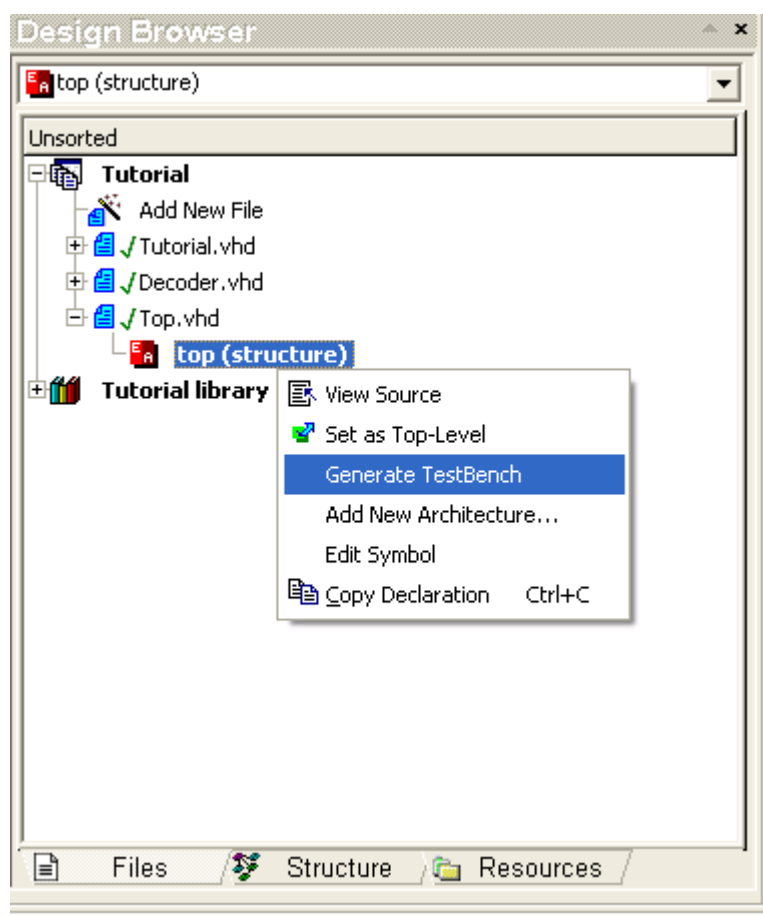 Design Browser
top (structure)
Unsorted
Tutorial
Add New File
Tutorial.vhd
Decoder.vhd
Top.vhd
top (structure)
Tutorial library
View Source
Set as Top-Level
Generate TestBench
Add New Architecture...
Edit Symbol
Copy Declaration Ctrl+C
Files Structure Resources